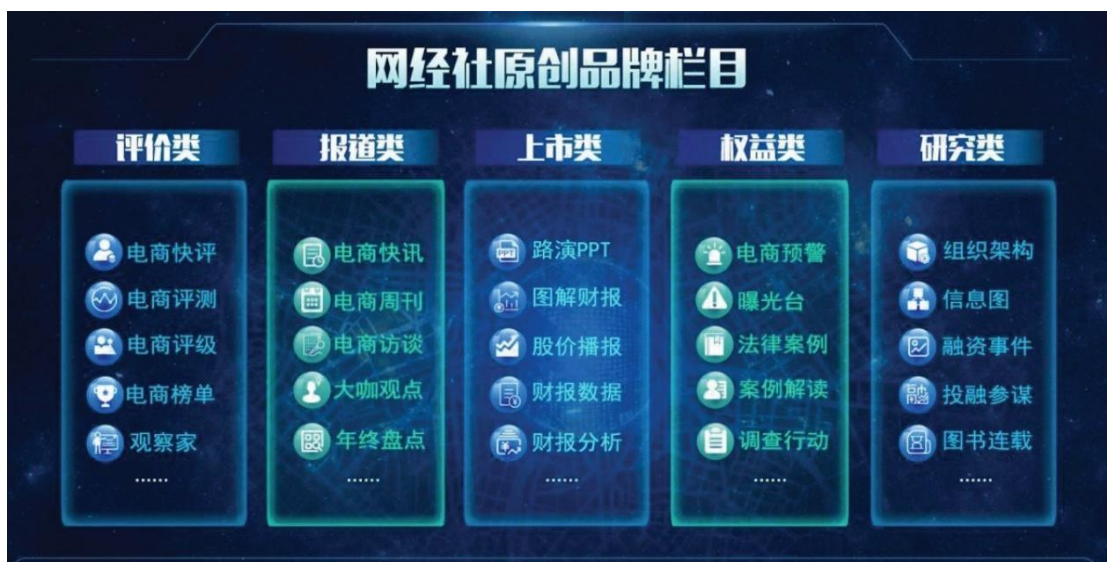 网经社原创品牌栏目
评价类
电商快评
电商评测
电商评级
电商榜单
观察家
......
报道类
电商快讯
电商周刊
电商访谈
大咖观点
年终盘点
......
上市类
PPT
路演PPT
图解财报
股价播报
财报数据
财报分析
......
权益类
电商预警
曝光台
法律案例
案例解读
调查行动
......
研究类
组织架构
信息图
融资事件
融
投融参谋
图书连载
......